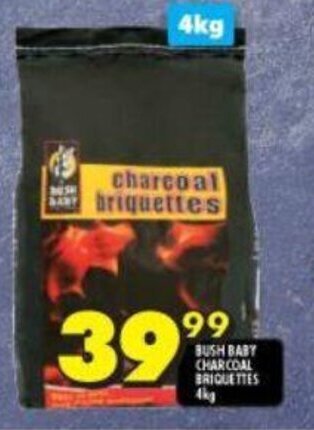 4kg
BUSH
BABY
charcoal
briquettes
39 99
BUSH BABY
CHARCOAL
BRIQUETTES
4kg